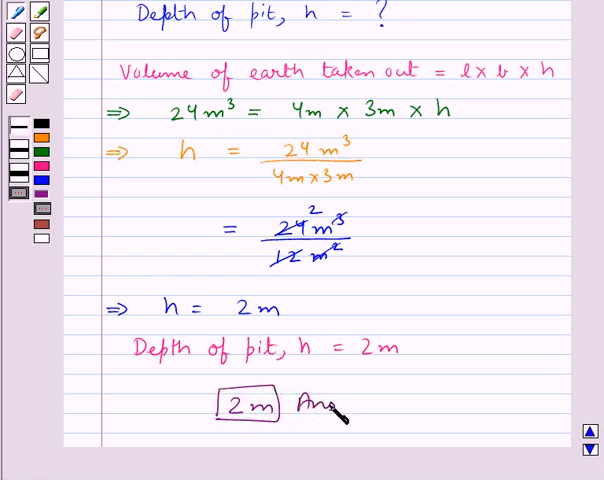 Depth of pit, h = ?
Volume of earth taken out = l x b x h
⇒ 24m³ = 4m x 3m x h
⇒ h = 24 m³ / 4m x 3m
= 24 2 m³ / 12 m²
⇒ h = 2m
Depth of pit, h = 2m
2m Ans